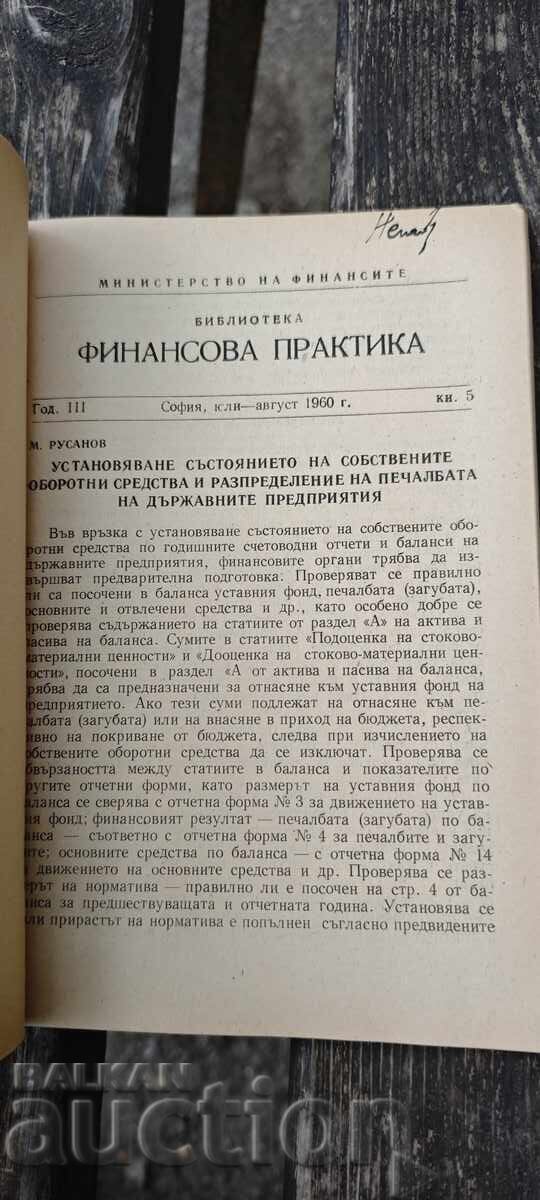 МИНИСТЕРСТВО НА ФИНАНСИТЕ
БИБЛИОТЕКА
ФИНАНСОВА ПРАКТИКА
Год. III София, юли—август 1960 г. кн. 5
М. РУСАНОВ
УСТАНОВЯВАНЕ СЪСТОЯНИЕТО НА СОБСТВЕНИТЕ
ОБОРОТНИ СРЕДСТВА И РАЗПРЕДЕЛЕНИЕ НА ПЕЧАЛБАТА
НА ДЪРЖАВНИТЕ ПРЕДПРИЯТИЯ
Във връзка с установяване състоянието на собствените обо-
ротни средства по годишните счетоводни отчети и баланси на
държавните предприятия, финансовите органи трябва да из-
вършват предварителна подготовка. Проверяват се правилно
ли са посочени в баланса уставния фонд, печалбата (загубата),
основните и отвлечени средства и др., като особено добре се
проверява съдържанието на статиите от раздел «А» на актива и
пасива на баланса. Сумите в статиите «Подоценка на стоково-
материални ценности» и «Дооценка на стоково-материални цен-
ности», посочени в раздел «А от актива и пасива на баланса,
трябва да са предназначени за отнасяне към уставния фонд на
предприятието. Ако тези суми подлежат на отнасяне към пе-
чалбата (загубата) или на внасяне в приход на бюджета, респек-
тивно на покриване от бюджета, следва при изчислението на
собствените оборотни средства да се изключат. Проверява се
обвързаността между статиите в баланса и показателите по
другите отчетни форми, като размерът на уставния фонд по
баланса се сверява с отчетна форма № 3 за движението на устав-
ния фонд; финансовият резултат — печалбата (загубата) по ба-
ланса — съответно с отчетна форма № 4 за печалбите и загу-
бите; основните средства по баланса — с отчетна форма № 14
движението на основните средства и др. Проверява се раз-
мерът на норматива — правилно ли е посочен на стр. 4 от ба-
ланса за предшествуващата и отчетната година. Установява се
дали прирастът на норматива е попълнен съгласно предвидените
BALKAN
auction